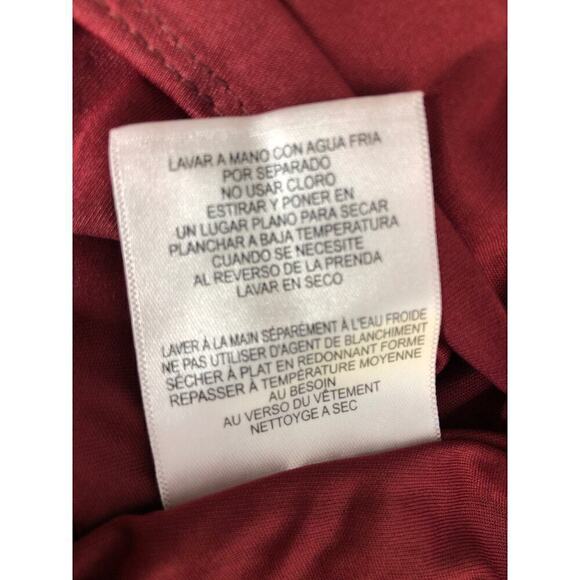 LAVAR A MANO CON AGUA FRIA
POR SEPARADO
NO USAR CLORO
ESTIRAR Y PONER EN
UN LUGAR PLANO PARA SECAR
PLANCHAR A BAJA TEMPERATURA
CUANDO SE NECESITE
AL REVERSO DE LA PRENDA
LAVAR EN SECO
LAVER À LA MAIN SÉPARÉMENT À L'EAU FROIDE
NE PAS UTILISER D'AGENT DE BLANCHIMENT
SÉCHER À PLAT EN REDONNANT FORME
REPASSER À TEMPÉRATURE MOYENNE
AU BESOIN
AU VERSO DU VÊTEMENT
NETTOYGE A SEC